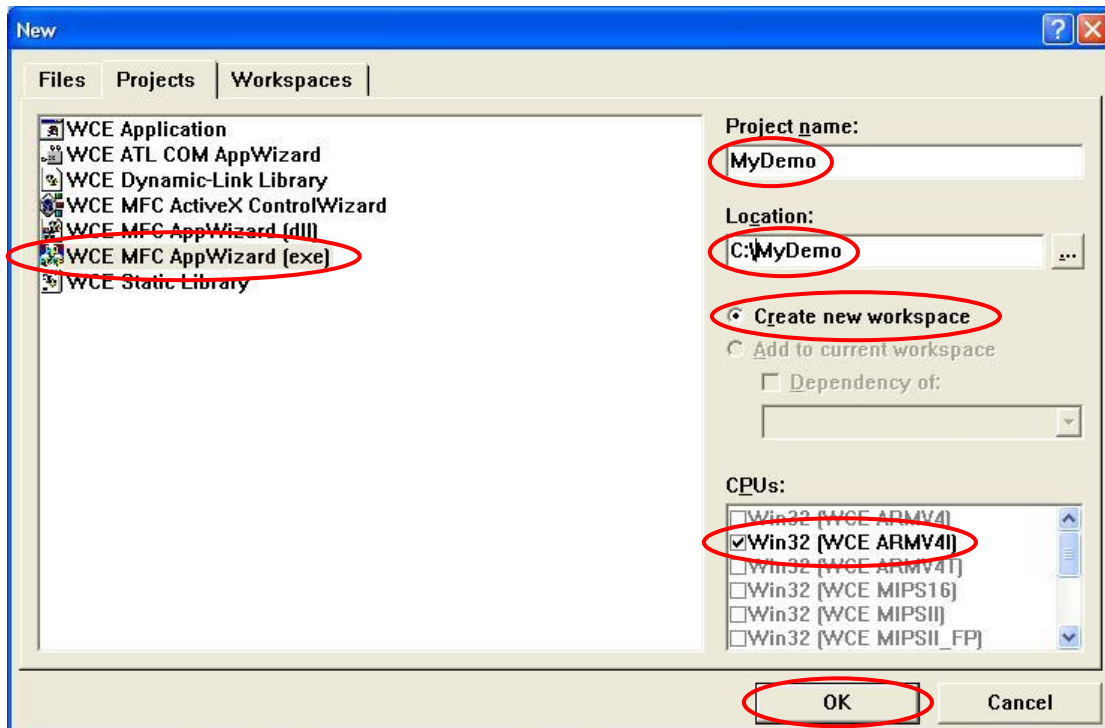 New
Files Projects Workspaces
WCE Application
WCE ATL COM AppWizard
WCE Dynamic-Link Library
WCE MFC ActiveX ControlWizard
WCE MFC AppWizard (dll)
WCE MFC AppWizard (exe)
WCE Static Library
Project name:
MyDemo
Location:
C:\MyDemo
...
Create new workspace
Add to current workspace
Dependency of:
CPUs:
Win32 (WCE ARMV4)
Win32 (WCE ARMV4I)
Win32 (WCE ARMV4T)
Win32 (WCE MIPS16)
Win32 (WCE MIPSII)
Win32 (WCE MIPSII_FP)
OK Cancel